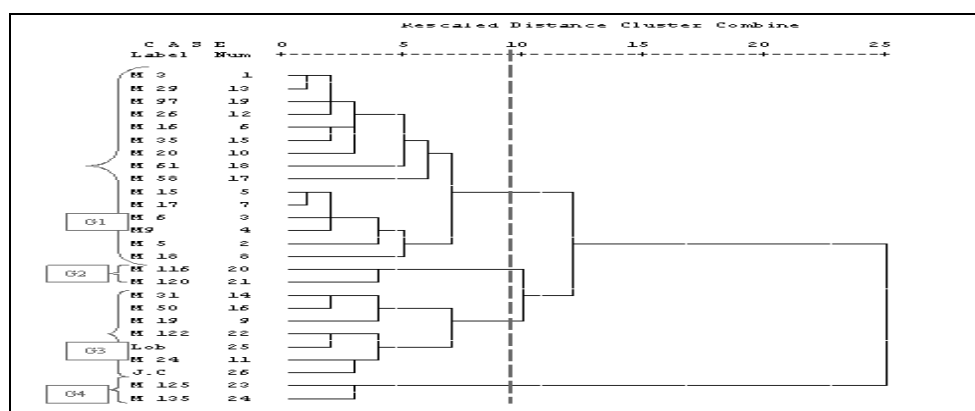 Rescaled Distance Cluster Combine
C A S E 0 5 10 15 20 25
Label Num
M 3 1
M 29 13
M 97 19
M 26 12
M 16 6
M 35 15
M 20 10
M 61 18
M 58 17
M 15 5
M 17 7
G1 M 6 3
M9 4
M 5 2
M 18 8
G2 M 116 20
M 120 21
M 31 14
M 50 16
M 19 9
M 122 22
G3 Lob 25
M 24 11
J.C 26
M 125 23
G4 M 135 24